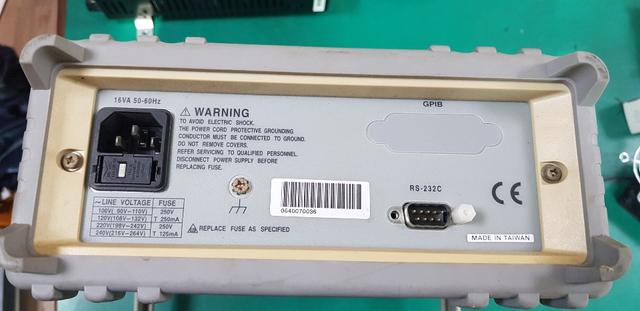 16VA 50-60Hz
⚠ WARNING
TO AVOID ELECTRIC SHOCK.
THE POWER CORD PROTECTIVE GROUNDING
CONDUCTOR MUST BE CONNECTED TO GROUND.
DO NOT REMOVE COVERS.
REFER SERVICING TO QUALIFIED PERSONNEL.
DISCONNECT POWER SUPPLY BEFORE
REPLACING FUSE.
GPIB
~LINE VOLTAGE FUSE
100V( 90V-110V) 250V
120V(108V-132V) T 250mA
220V(198V-242V) 250V
240V(216V-264V) T 125mA
⚠ REPLACE FUSE AS SPECIFIED
0640070096
RS-232C
CE
MADE IN TAIWAN